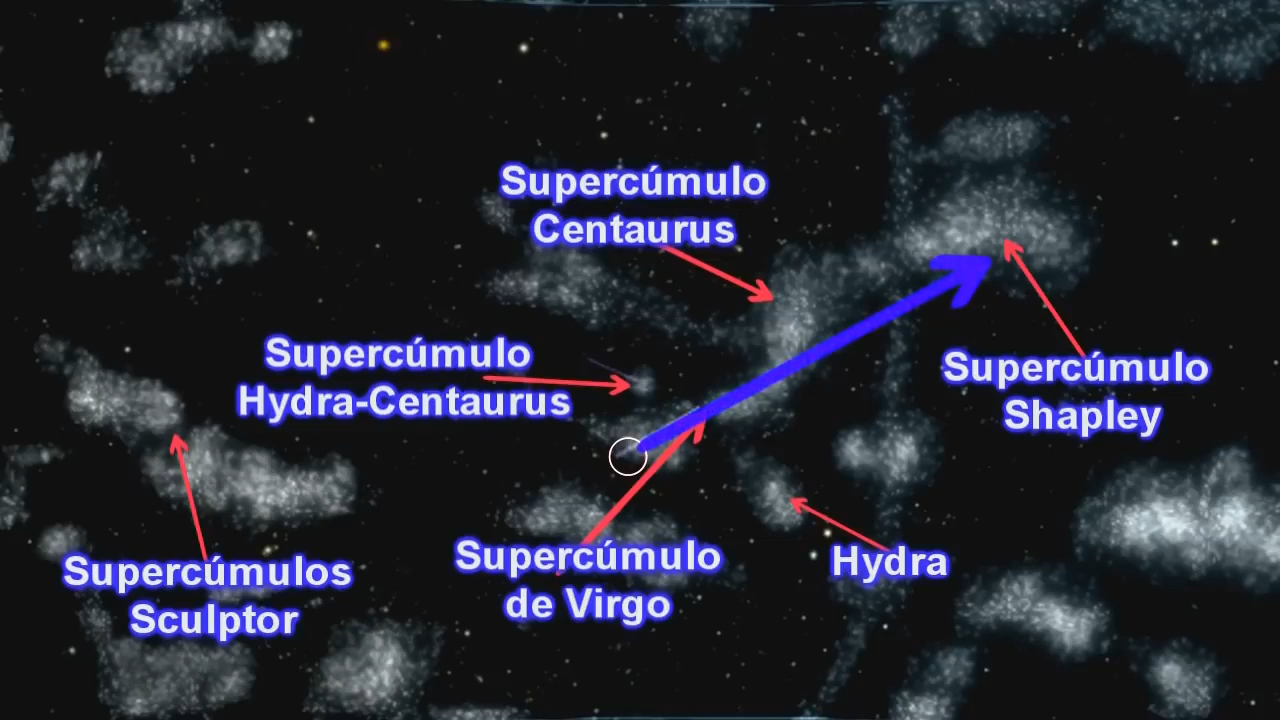 Supercúmulo
Centaurus
Supercúmulo
Hydra-Centaurus
Supercúmulo
Shapley
Supercúmulos
Sculptor
Supercúmulo
de Virgo
Hydra